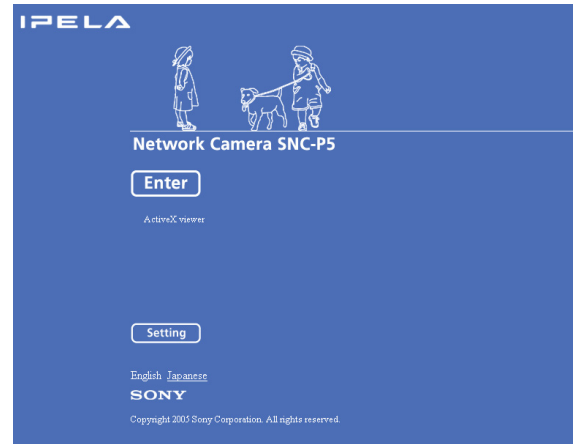 IPELA
Network Camera SNC-P5
Enter
ActiveX viewer
Setting
English Japanese
SONY
Copyright 2005 Sony Corporation. All rights reserved.